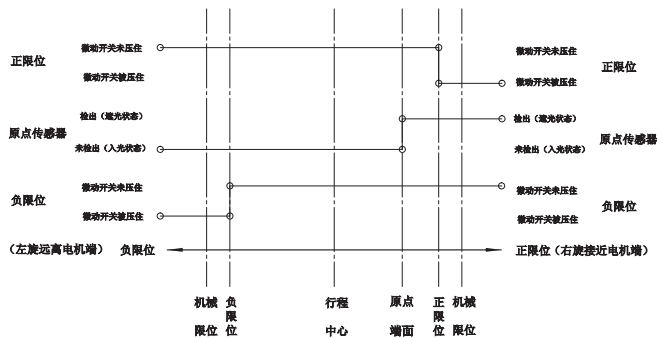 正限位 微动开关未压住 微动开关未压住 正限位
微动开关被压住 微动开关被压住
原点传感器 检出（遮光状态） 检出（遮光状态） 原点传感器
未检出（入光状态） 未检出（入光状态）
负限位 微动开关未压住 微动开关未压住 负限位
微动开关被压住 微动开关被压住
（左旋远离电机端） 负限位 正限位（右旋接近电机端）
机械限位
负限位
行程中心
原点端面
正限位
机械限位